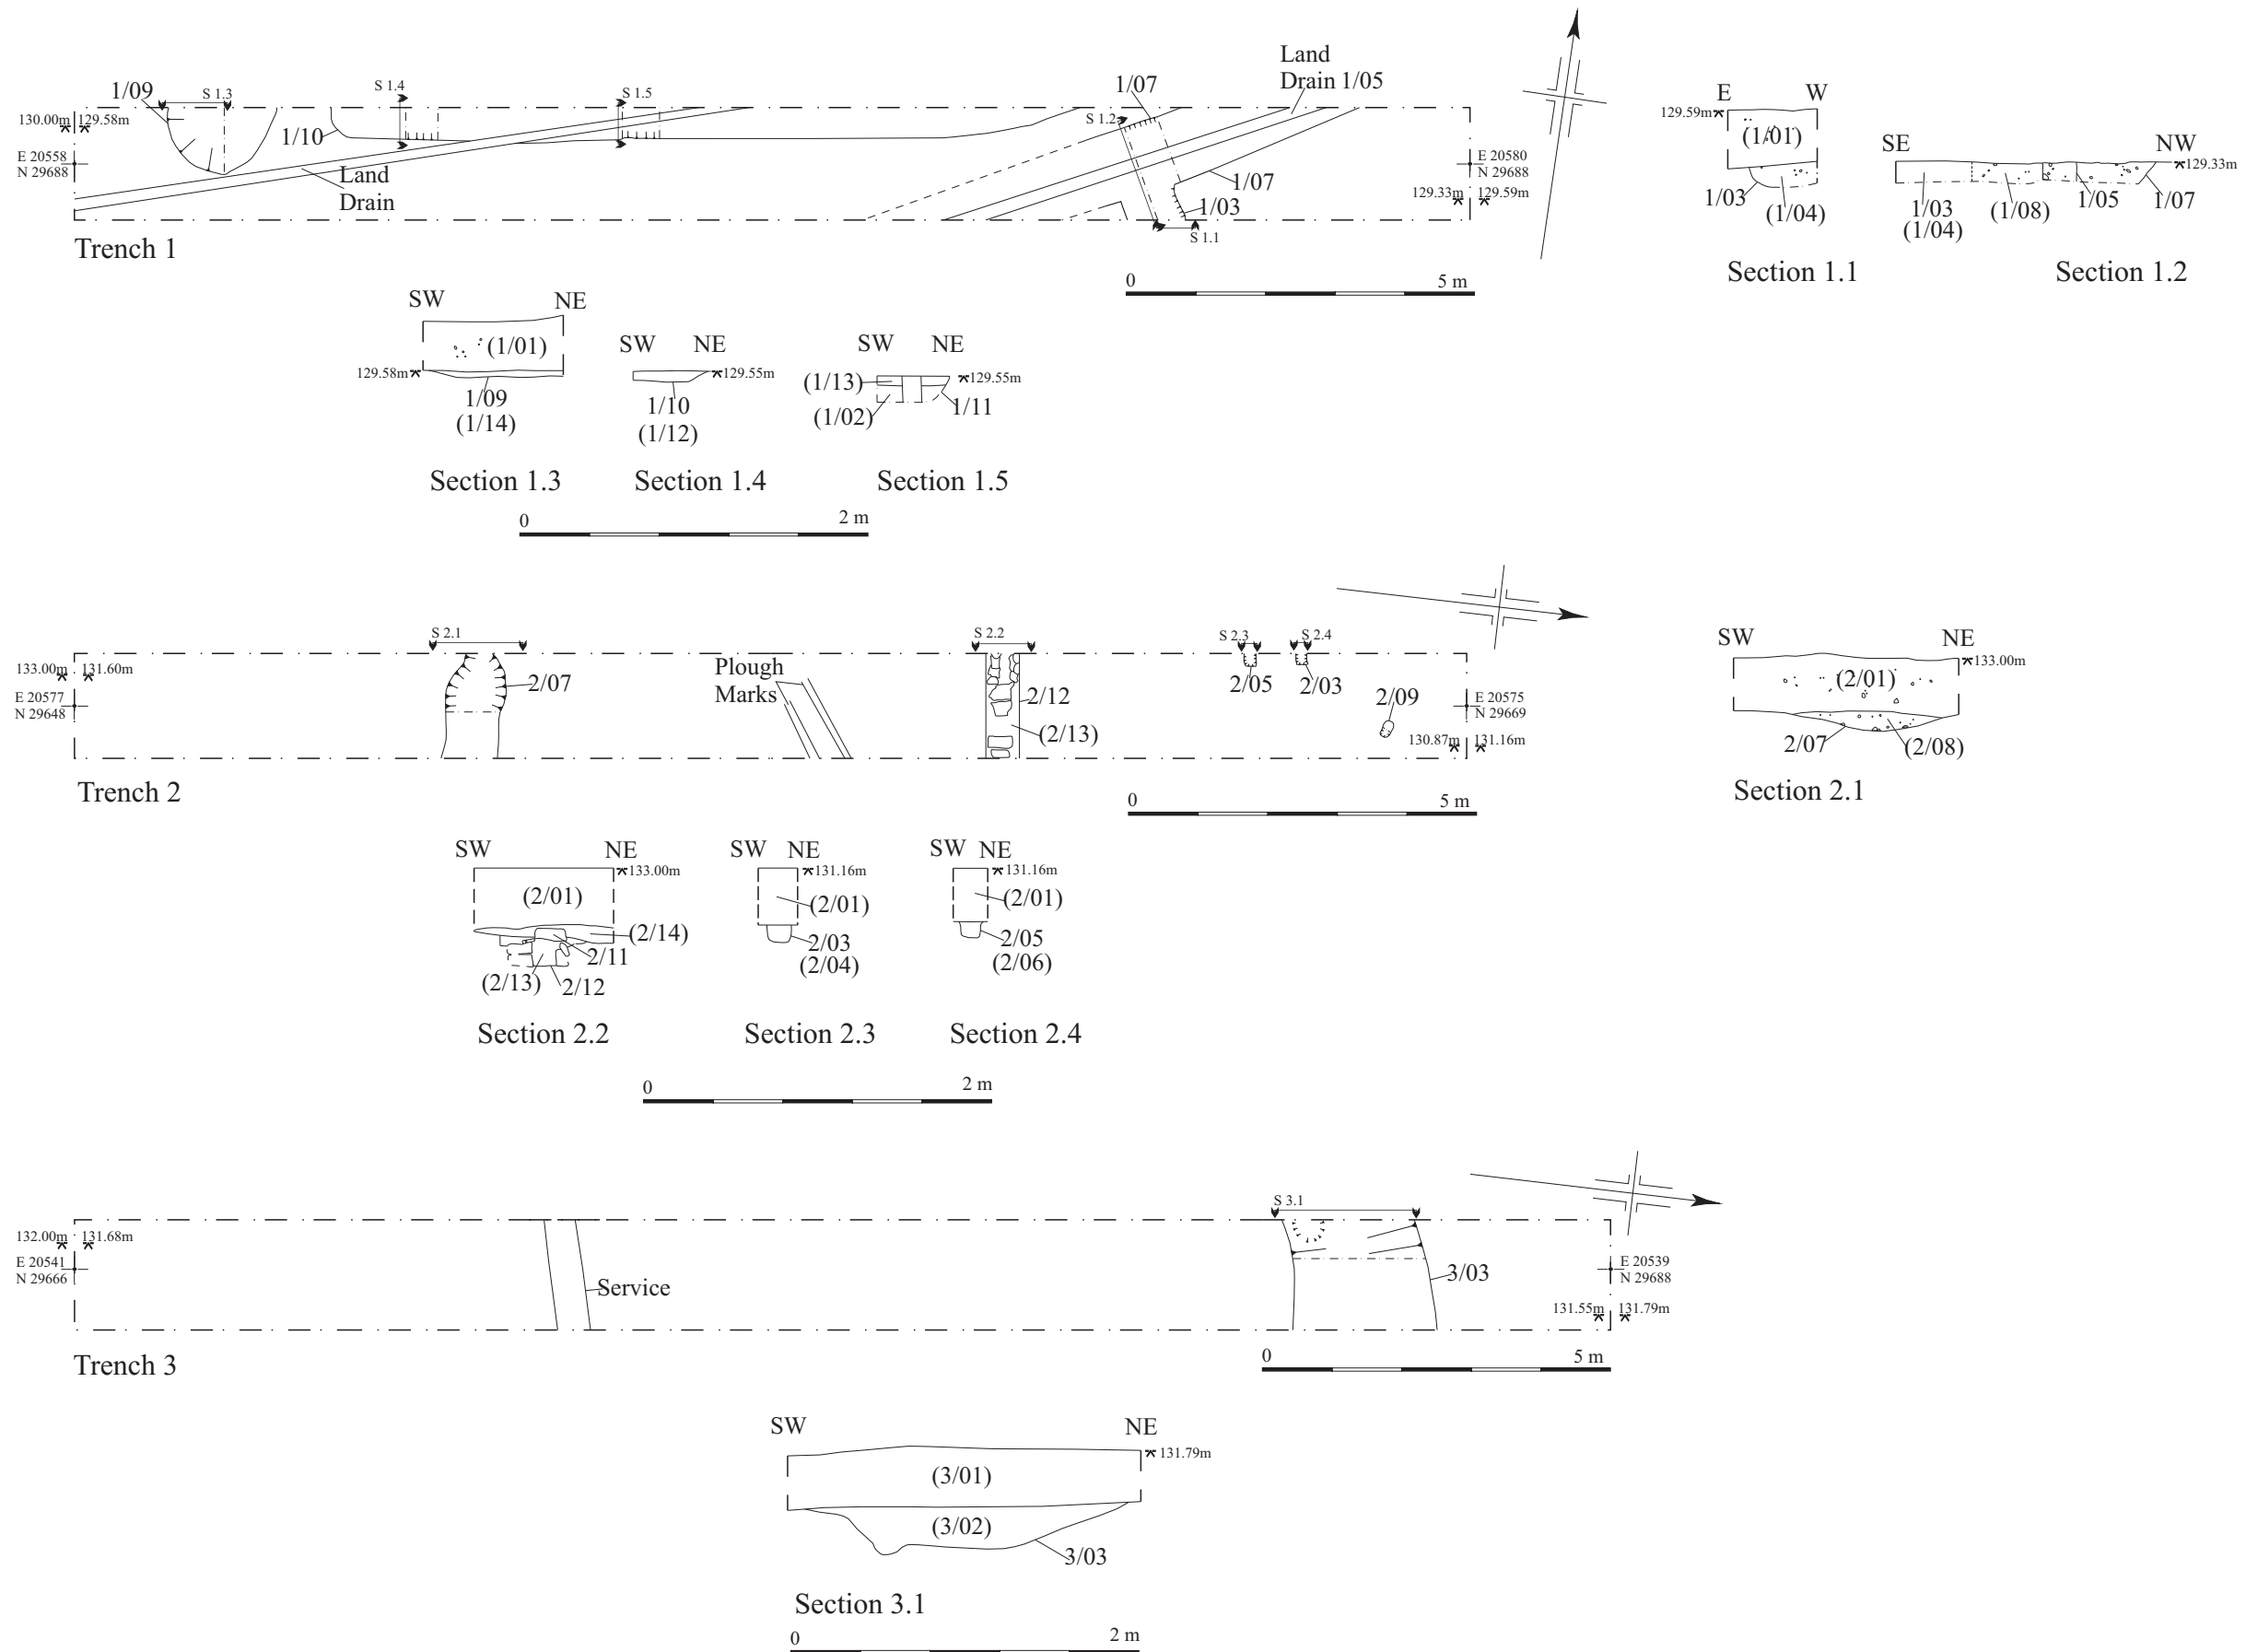 1/09
S 1.3
S 1.4
S 1.5
1/10
130.00m 129.58m
E 20558
N 29688
Land
Drain
1/07
S 1.2
Land
Drain 1/05
1/07
1/03
S 1.1
E 20580
N 29688
129.33m 129.59m
Trench 1
0 5 m
E W
129.59m
(1/01)
1/03
(1/04)
Section 1.1
SE NW
129.33m
1/03
(1/04)
(1/08)
1/05
1/07
Section 1.2
SW NE
(1/01)
129.58m
1/09
(1/14)
Section 1.3
SW NE
129.55m
1/10
(1/12)
Section 1.4
SW NE
(1/13)
129.55m
(1/02)
1/11
Section 1.5
0 2 m
S 2.1
S 2.2
S 2.3
S 2.4
133.00m 131.60m
E 20577
N 29648
2/07
Plough
Marks
2/12
(2/13)
2/05
2/03
2/09
E 20575
N 29669
130.87m 131.16m
Trench 2
0 5 m
SW NE
133.00m
(2/01)
2/07
(2/08)
Section 2.1
SW NE
133.00m
(2/01)
(2/14)
2/11
(2/13)
2/12
Section 2.2
SW NE
131.16m
(2/01)
2/03
(2/04)
Section 2.3
SW NE
131.16m
(2/01)
2/05
(2/06)
Section 2.4
0 2 m
S 3.1
132.00m 131.68m
E 20541
N 29666
Service
3/03
E 20539
N 29688
131.55m 131.79m
Trench 3
0 5 m
SW NE
131.79m
(3/01)
(3/02)
3/03
Section 3.1
0 2 m